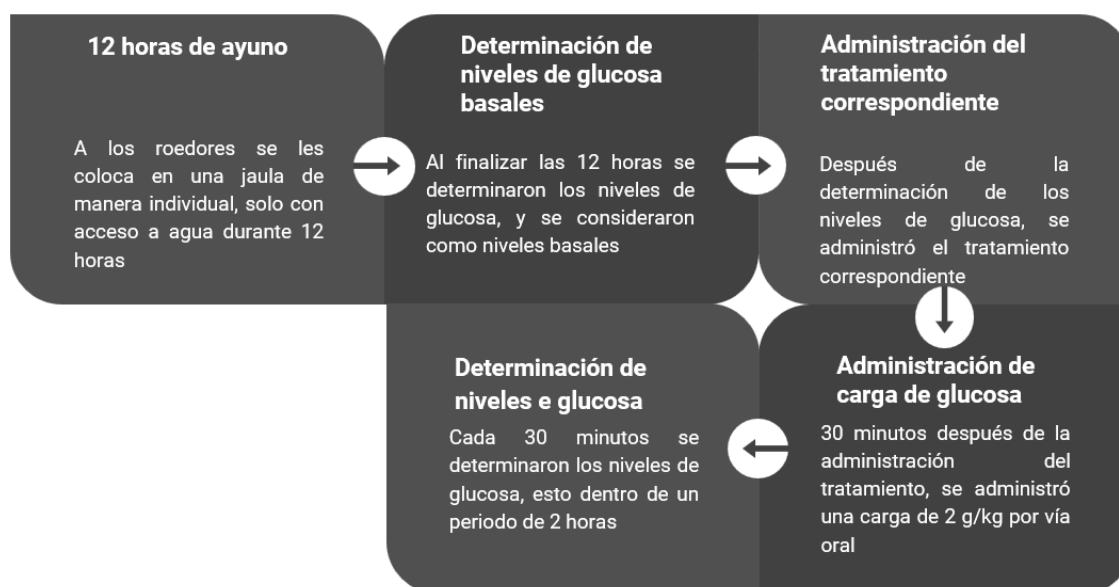 12 horas de ayuno
A los roedores se les
coloca en una jaula de
manera individual, solo con
acceso a agua durante 12
horas
Determinación de
niveles de glucosa
basales
Al finalizar las 12 horas se
determinaron los niveles de
glucosa, y se consideraron
como niveles basales
Administración del
tratamiento
correspondiente
Después de la
determinación de los
niveles de glucosa, se
administró el tratamiento
correspondiente
Administración de
carga de glucosa
30 minutos después de la
administración del
tratamiento, se administró
una carga de 2 g/kg por vía
oral
Determinación de
niveles e glucosa
Cada 30 minutos se
determinaron los niveles de
glucosa, esto dentro de un
periodo de 2 horas